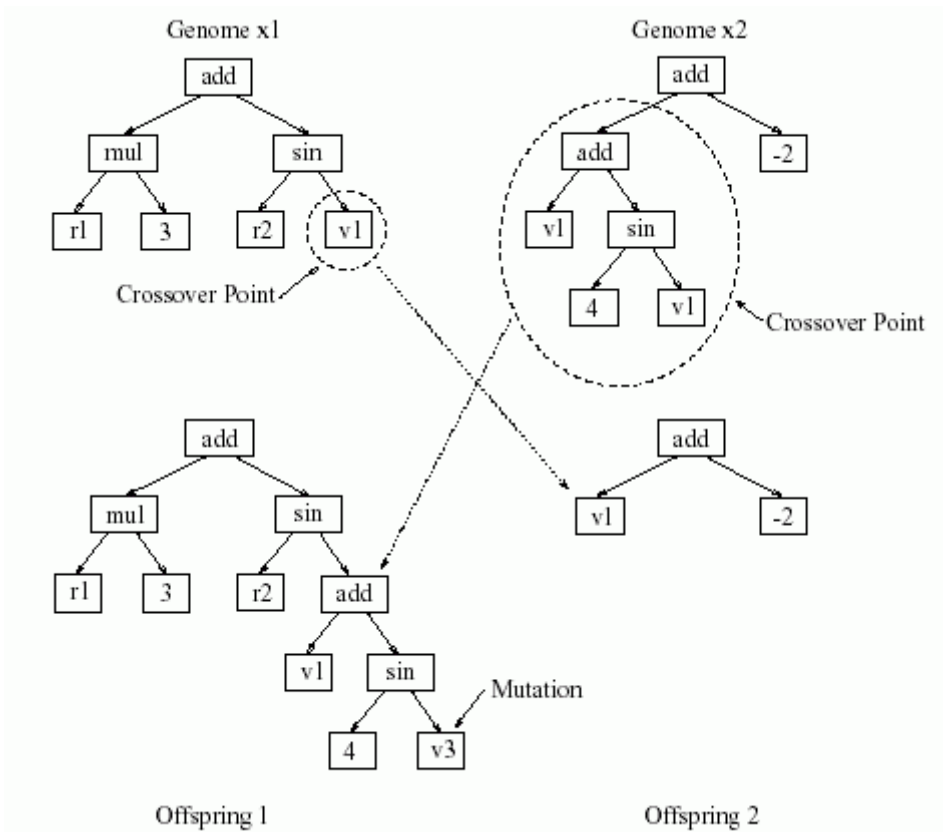 Genome x1
Genome x2
add
add
mul
sin
add
-2
r1
3
r2
v1
v1
sin
Crossover Point
4
v1
Crossover Point
add
add
mul
sin
v1
-2
r1
3
r2
add
v1
sin
Mutation
4
v3
Offspring 1
Offspring 2